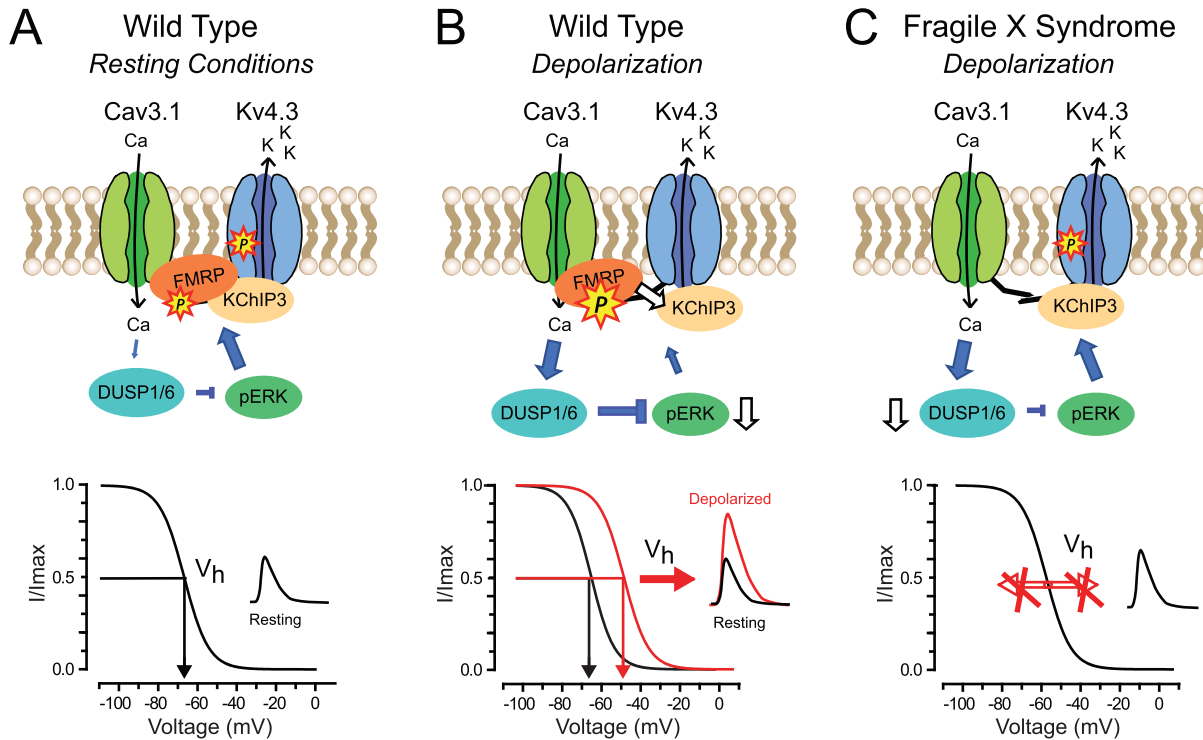 A
Wild Type
Resting Conditions
Cav3.1
Kv4.3
Ca
K
K
K
P
FMRP
P
KChIP3
Ca
DUSP1/6
pERK
1.0
0.5
0.0
I/Imax
Vh
Resting
-100 -80 -60 -40 -20 0
Voltage (mV)
B
Wild Type
Depolarization
Cav3.1
Kv4.3
Ca
K
K
K
FMRP
P
KChIP3
Ca
DUSP1/6
pERK
1.0
0.5
0.0
I/Imax
Vh
Depolarized
Resting
-100 -80 -60 -40 -20 0
Voltage (mV)
C
Fragile X Syndrome
Depolarization
Cav3.1
Kv4.3
Ca
K
K
K
P
KChIP3
Ca
DUSP1/6
pERK
1.0
0.5
0.0
I/Imax
Vh
-100 -80 -60 -40 -20 0
Voltage (mV)